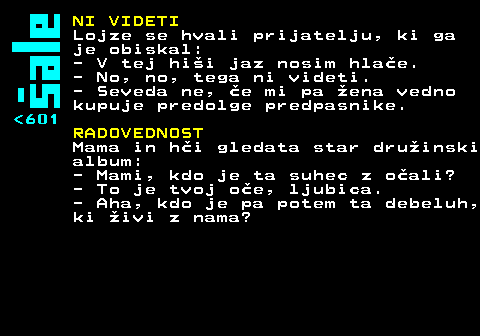 šale
<601
NI VIDETI
Lojze se hvali prijatelju, ki ga
je obiskal:
- V tej hiši jaz nosim hlače.
- No, no, tega ni videti.
- Seveda ne, če mi pa žena vedno
kupuje predolge predpasnike.
RADOVEDNOST
Mama in hči gledata star družinski
album:
- Mami, kdo je ta suhec z očali?
- To je tvoj oče, ljubica.
- Aha, kdo je pa potem ta debeluh,
ki živi z nama?